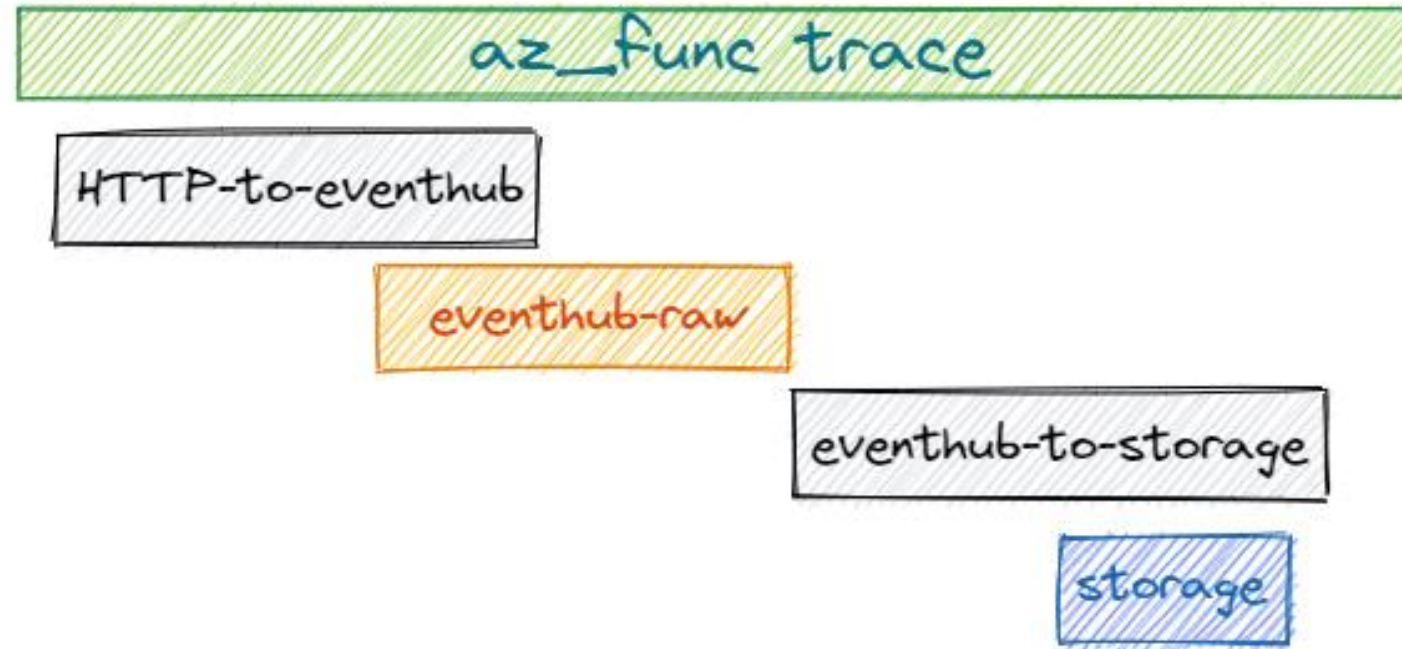 az_func trace
HTTP-to-eventhub
eventhub-raw
eventhub-to-storage
storage